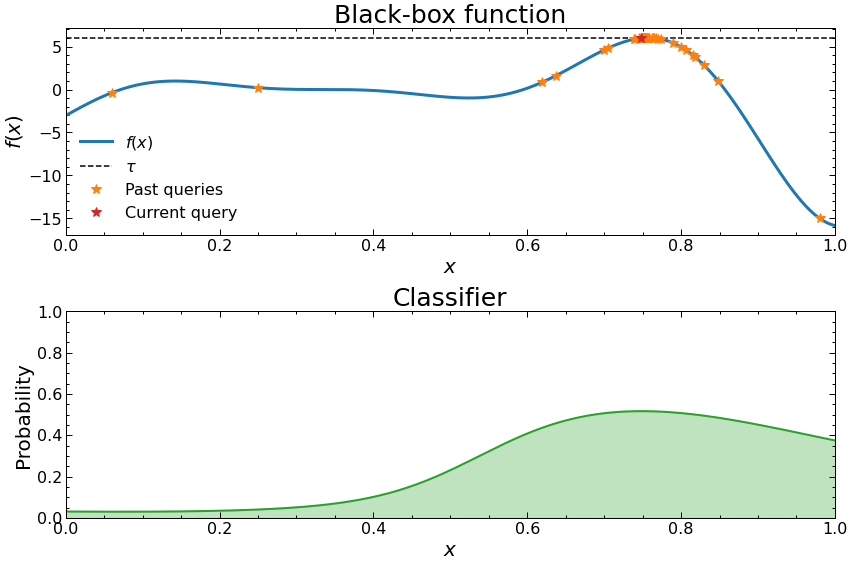 Black-box function
f(x)
5
0
−5
−10
−15
f(x)
τ
Past queries
Current query
0.0 0.2 0.4 0.6 0.8 1.0
x
Classifier
Probability
1.0
0.8
0.6
0.4
0.2
0.0
0.0 0.2 0.4 0.6 0.8 1.0
x